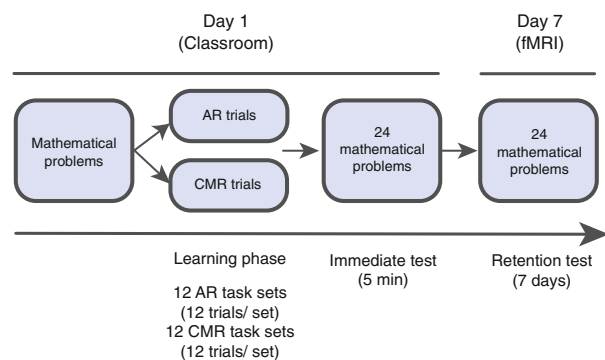 Day 1
(Classroom)
Day 7
(fMRI)
Mathematical
problems
AR trials
CMR trials
24
mathematical
problems
24
mathematical
problems
Learning phase
12 AR task sets
(12 trials/ set)
12 CMR task sets
(12 trials/ set)
Immediate test
(5 min)
Retention test
(7 days)